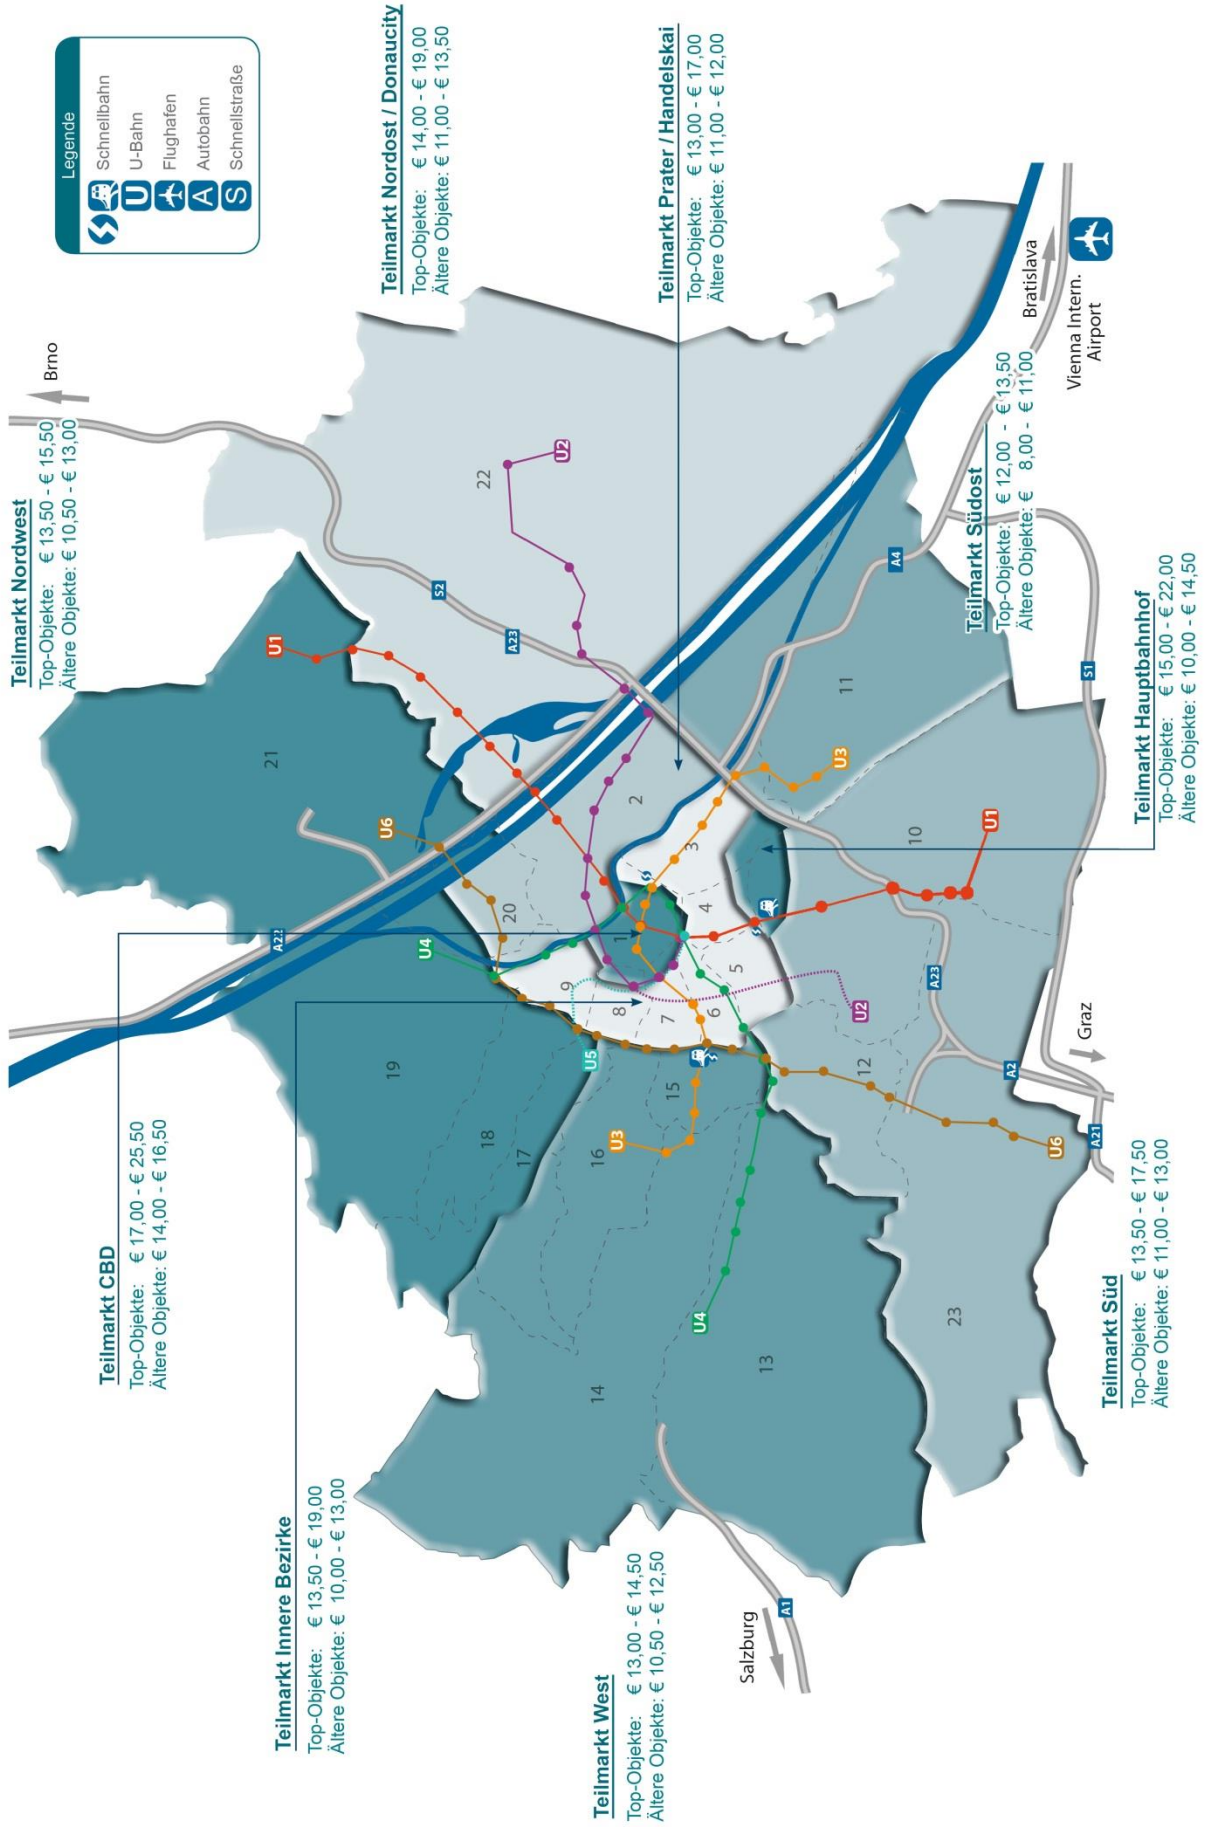 Legende
Schnellbahn
U
U-Bahn
Flughafen
A
Autobahn
S
Schnellstraße
Teilmarkt CBD
Top-Objekte: € 17,00 - € 25,50
Ältere Objekte: € 14,00 - € 16,50
Teilmarkt Nordwest
Top-Objekte: € 13,50 - € 15,50
Ältere Objekte: € 10,50 - € 13,00
Teilmarkt Innere Bezirke
Top-Objekte: € 13,50 - € 19,00
Ältere Objekte: € 10,00 - € 13,00
Teilmarkt Nordost / Donaucity
Top-Objekte: € 14,00 - € 19,00
Ältere Objekte: € 11,00 - € 13,50
Teilmarkt West
Top-Objekte: € 13,00 - € 14,50
Ältere Objekte: € 10,50 - € 12,50
Teilmarkt Prater / Handelskai
Top-Objekte: € 13,00 - € 17,00
Ältere Objekte: € 11,00 - € 12,00
Teilmarkt Südost
Top-Objekte: € 12,00 - € 13,50
Ältere Objekte: € 8,00 - € 11,00
Teilmarkt Süd
Top-Objekte: € 13,50 - € 17,50
Ältere Objekte: € 11,00 - € 13,00
Teilmarkt Hauptbahnhof
Top-Objekte: € 15,00 - € 22,00
Ältere Objekte: € 10,00 - € 14,50
Brno
Bratislava
Vienna Intern.
Airport
Salzburg
Graz
A22
21
U1
U6
S2
A23
22
U2
19
U4
20
18
17
9
U5
8
1
2
16
U3
15
7
6
3
4
5
14
U4
13
12
U2
U3
11
A4
10
U1
A23
23
U6
A2
A21
S1
A1